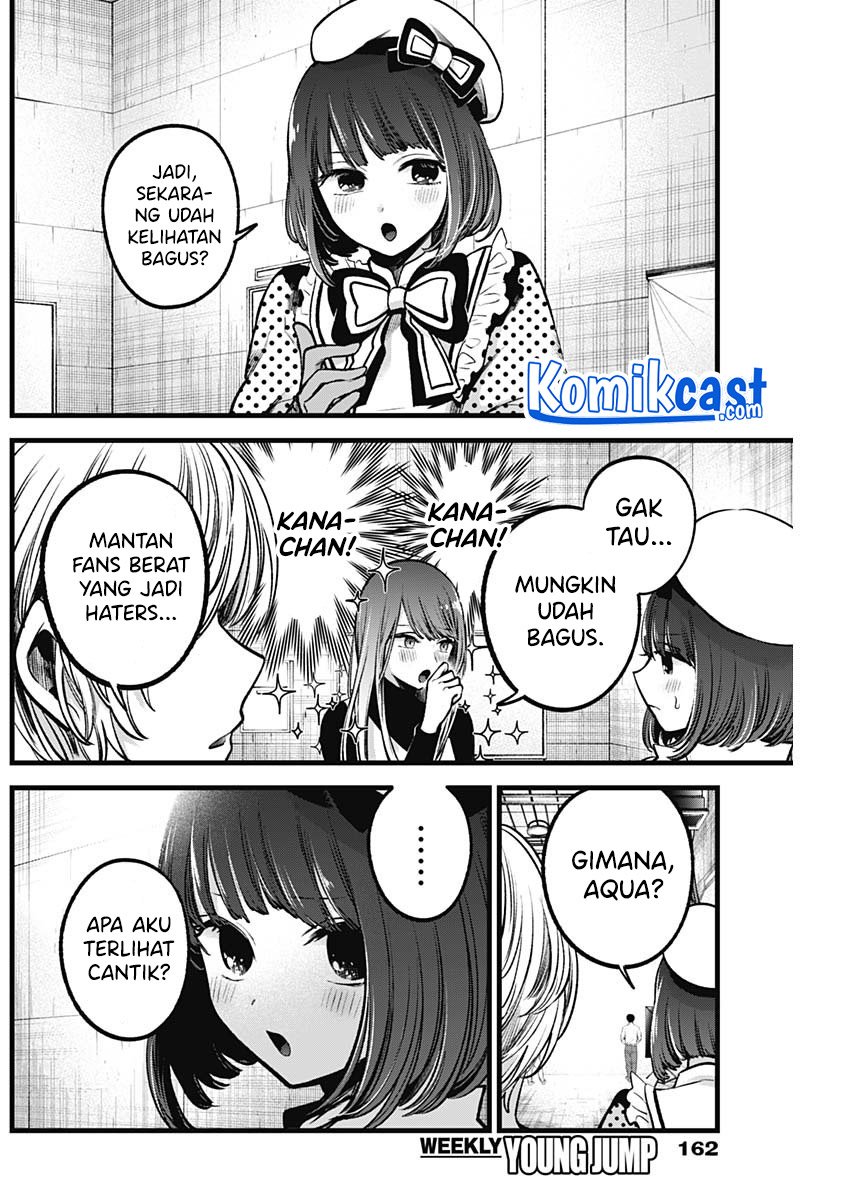 JADI,
SEKARA-
NG UDAH
KELIHATAN
BAGUS?
Komikcast
.com
GAK
TAU...
MUNGKIN
UDAH
BAGUS.
KANA-
CHAN!
KANA-
CHAN!
MANTAN
FANS BERAT
YANG JADI
HATERS...
GIMANA,
AQUA?
......
APA AKU
TERLIHAT
CANTIK?
WEEKLY YOUNG JUMP 162